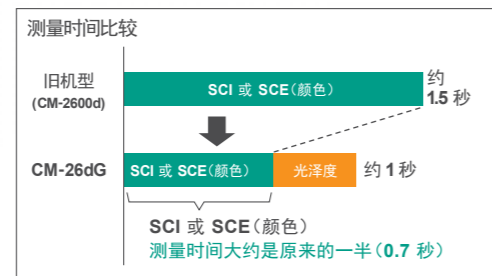 测量时间比较
旧机型
(CM-2600d)
SCI 或 SCE(颜色)
约
1.5 秒
CM-26dG
SCI 或 SCE(颜色)
光泽度
约 1 秒
SCI 或 SCE(颜色)
测量时间大约是原来的一半(0.7 秒)